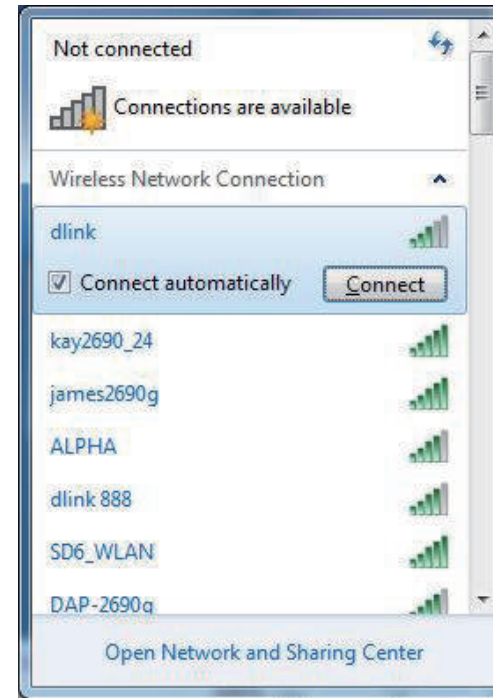 Not connected
Connections are available
Wireless Network Connection
dlink
Connect automatically Connect
kay2690_24
james2690g
ALPHA
dlink 888
SD6_WLAN
DAP-2690g
Open Network and Sharing Center